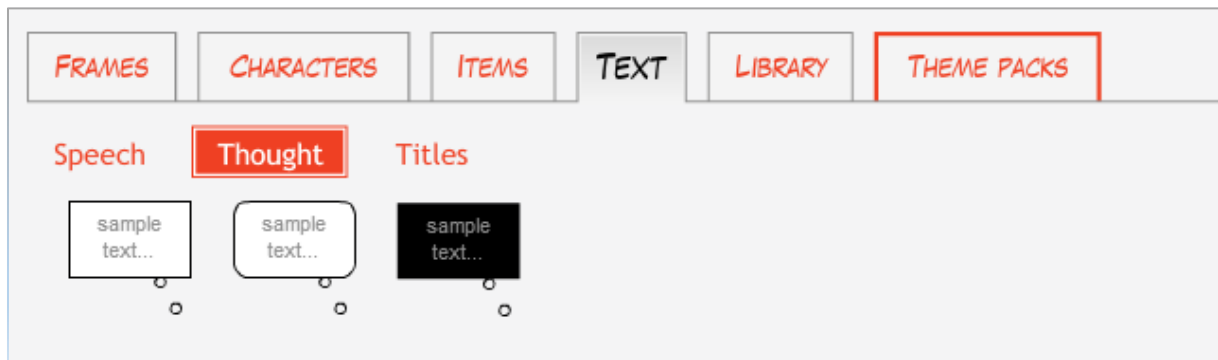 FRAMES CHARACTERS ITEMS TEXT LIBRARY THEME PACKS
Speech Thought Titles
sample
text...
sample
text...
sample
text...